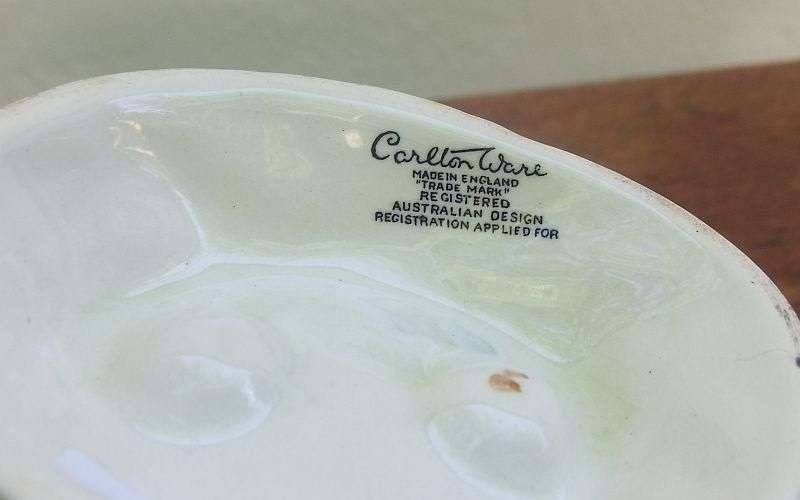 Carlton Ware
MADE IN ENGLAND
"TRADE MARK"
REGISTERED
AUSTRALIAN DESIGN
REGISTRATION APPLIED FOR